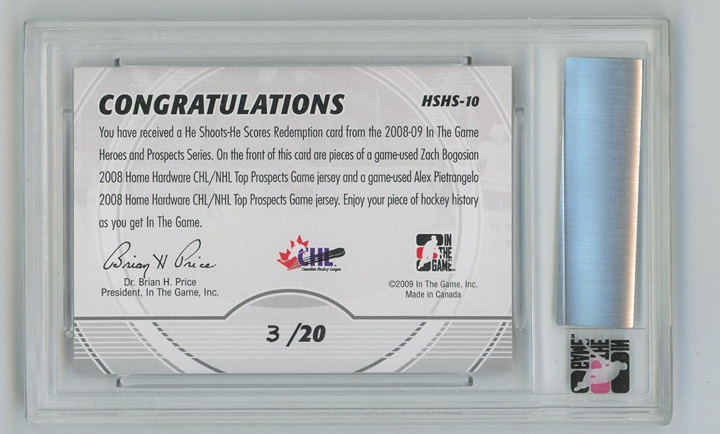 CONGRATULATIONS
HSHS-10
You have received a He Shoots-He Scores Redemption card from the 2008-09 In The Game
Heroes and Prospects Series. On the front of this card are pieces of a game-used Zach Bogosian
2008 Home Hardware CHL/NHL Top Prospects Game jersey and a game-used Alex Pietrangelo
2008 Home Hardware CHL/NHL Top Prospects Game jersey. Enjoy your piece of hockey history
as you get In The Game.
Brian H Price
Dr. Brian H. Price
President, In The Game, Inc.
CHL
Canadian Hockey League
IN
THE
GAME
©2009 In The Game, Inc.
Made in Canada
3 /20
IN
THE
GAME